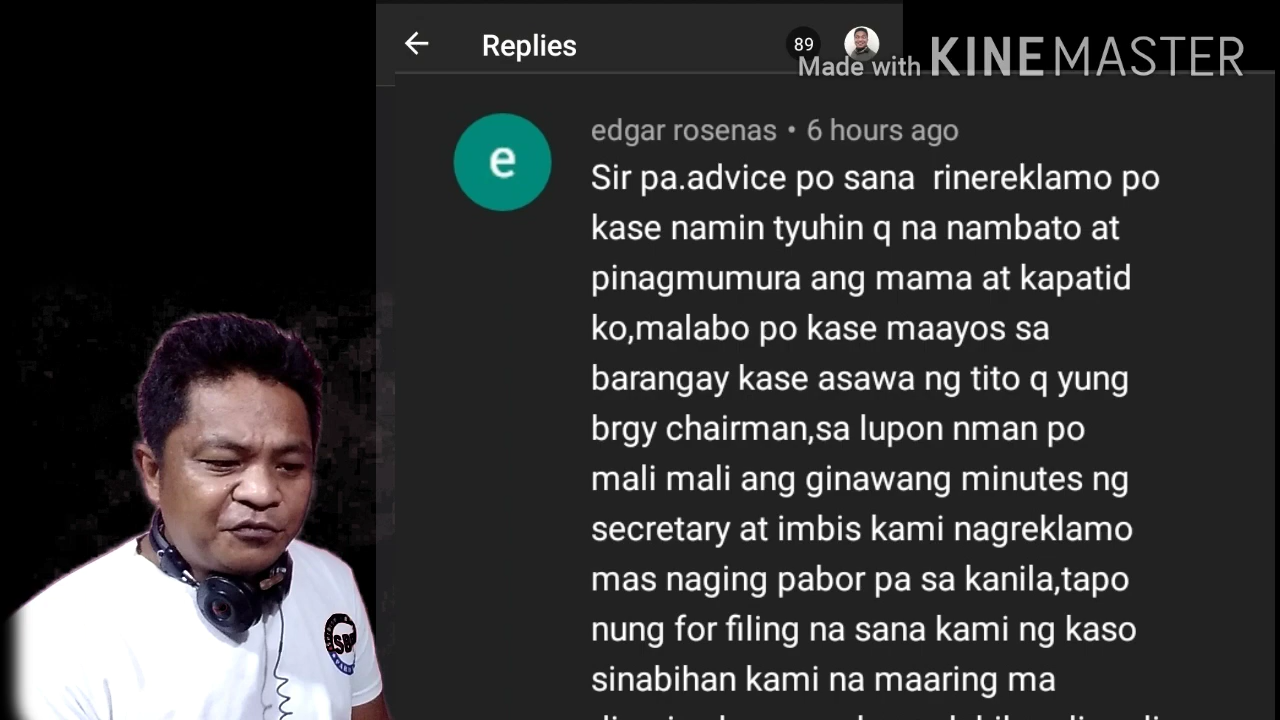 Replies
89
Made with KINEMASTER
e
edgar rosenas • 6 hours ago
Sir pa.advice po sana rinereklamo po
kase namin tyuhin q na nambato at
pinagmumura ang mama at kapatid
ko,malabo po kase maayos sa
barangay kase asawa ng tito q yung
brgy chairman,sa lupon nman po
mali mali ang ginawang minutes ng
secretary at imbis kami nagreklamo
mas naging pabor pa sa kanila,tapo
nung for filing na sana kami ng kaso
sinabihan kami na maaring ma